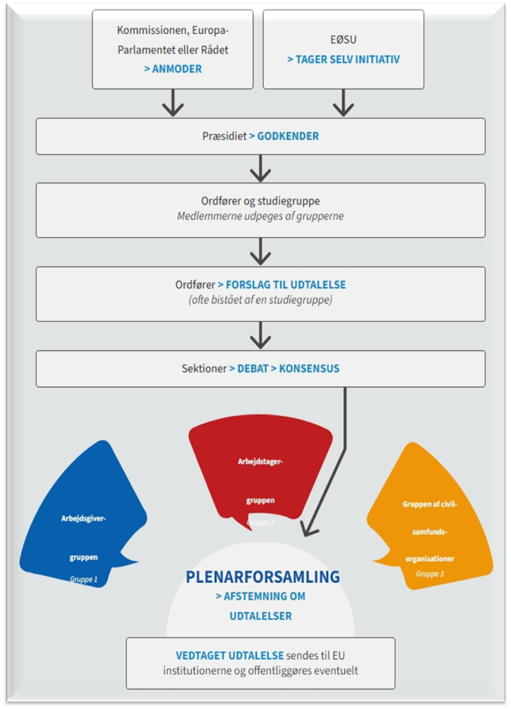 Kommissionen, Europa-
Parlamentet eller Rådet
> ANMODER
EØSU
> TAGER SELV INITIATIV
Præsidiet > GODKENDER
Ordfører og studiegruppe
Medlemmerne udpeges af grupperne
Ordfører > FORSLAG TIL UDTALELSE
(ofte bistået af en studiegruppe)
Sektioner > DEBAT > KONSENSUS
Arbejdsgiver-
gruppen
Gruppe 1
Arbejdstager-
gruppen
Gruppe 2
Gruppen af civil-
samfunds-
organisationer
Gruppe 3
PLENARFORSAMLING
> AFSTEMNING OM
UDTALELSER
VEDTAGET UDTALELSE sendes til EU
institutionerne og offentliggøres eventuelt